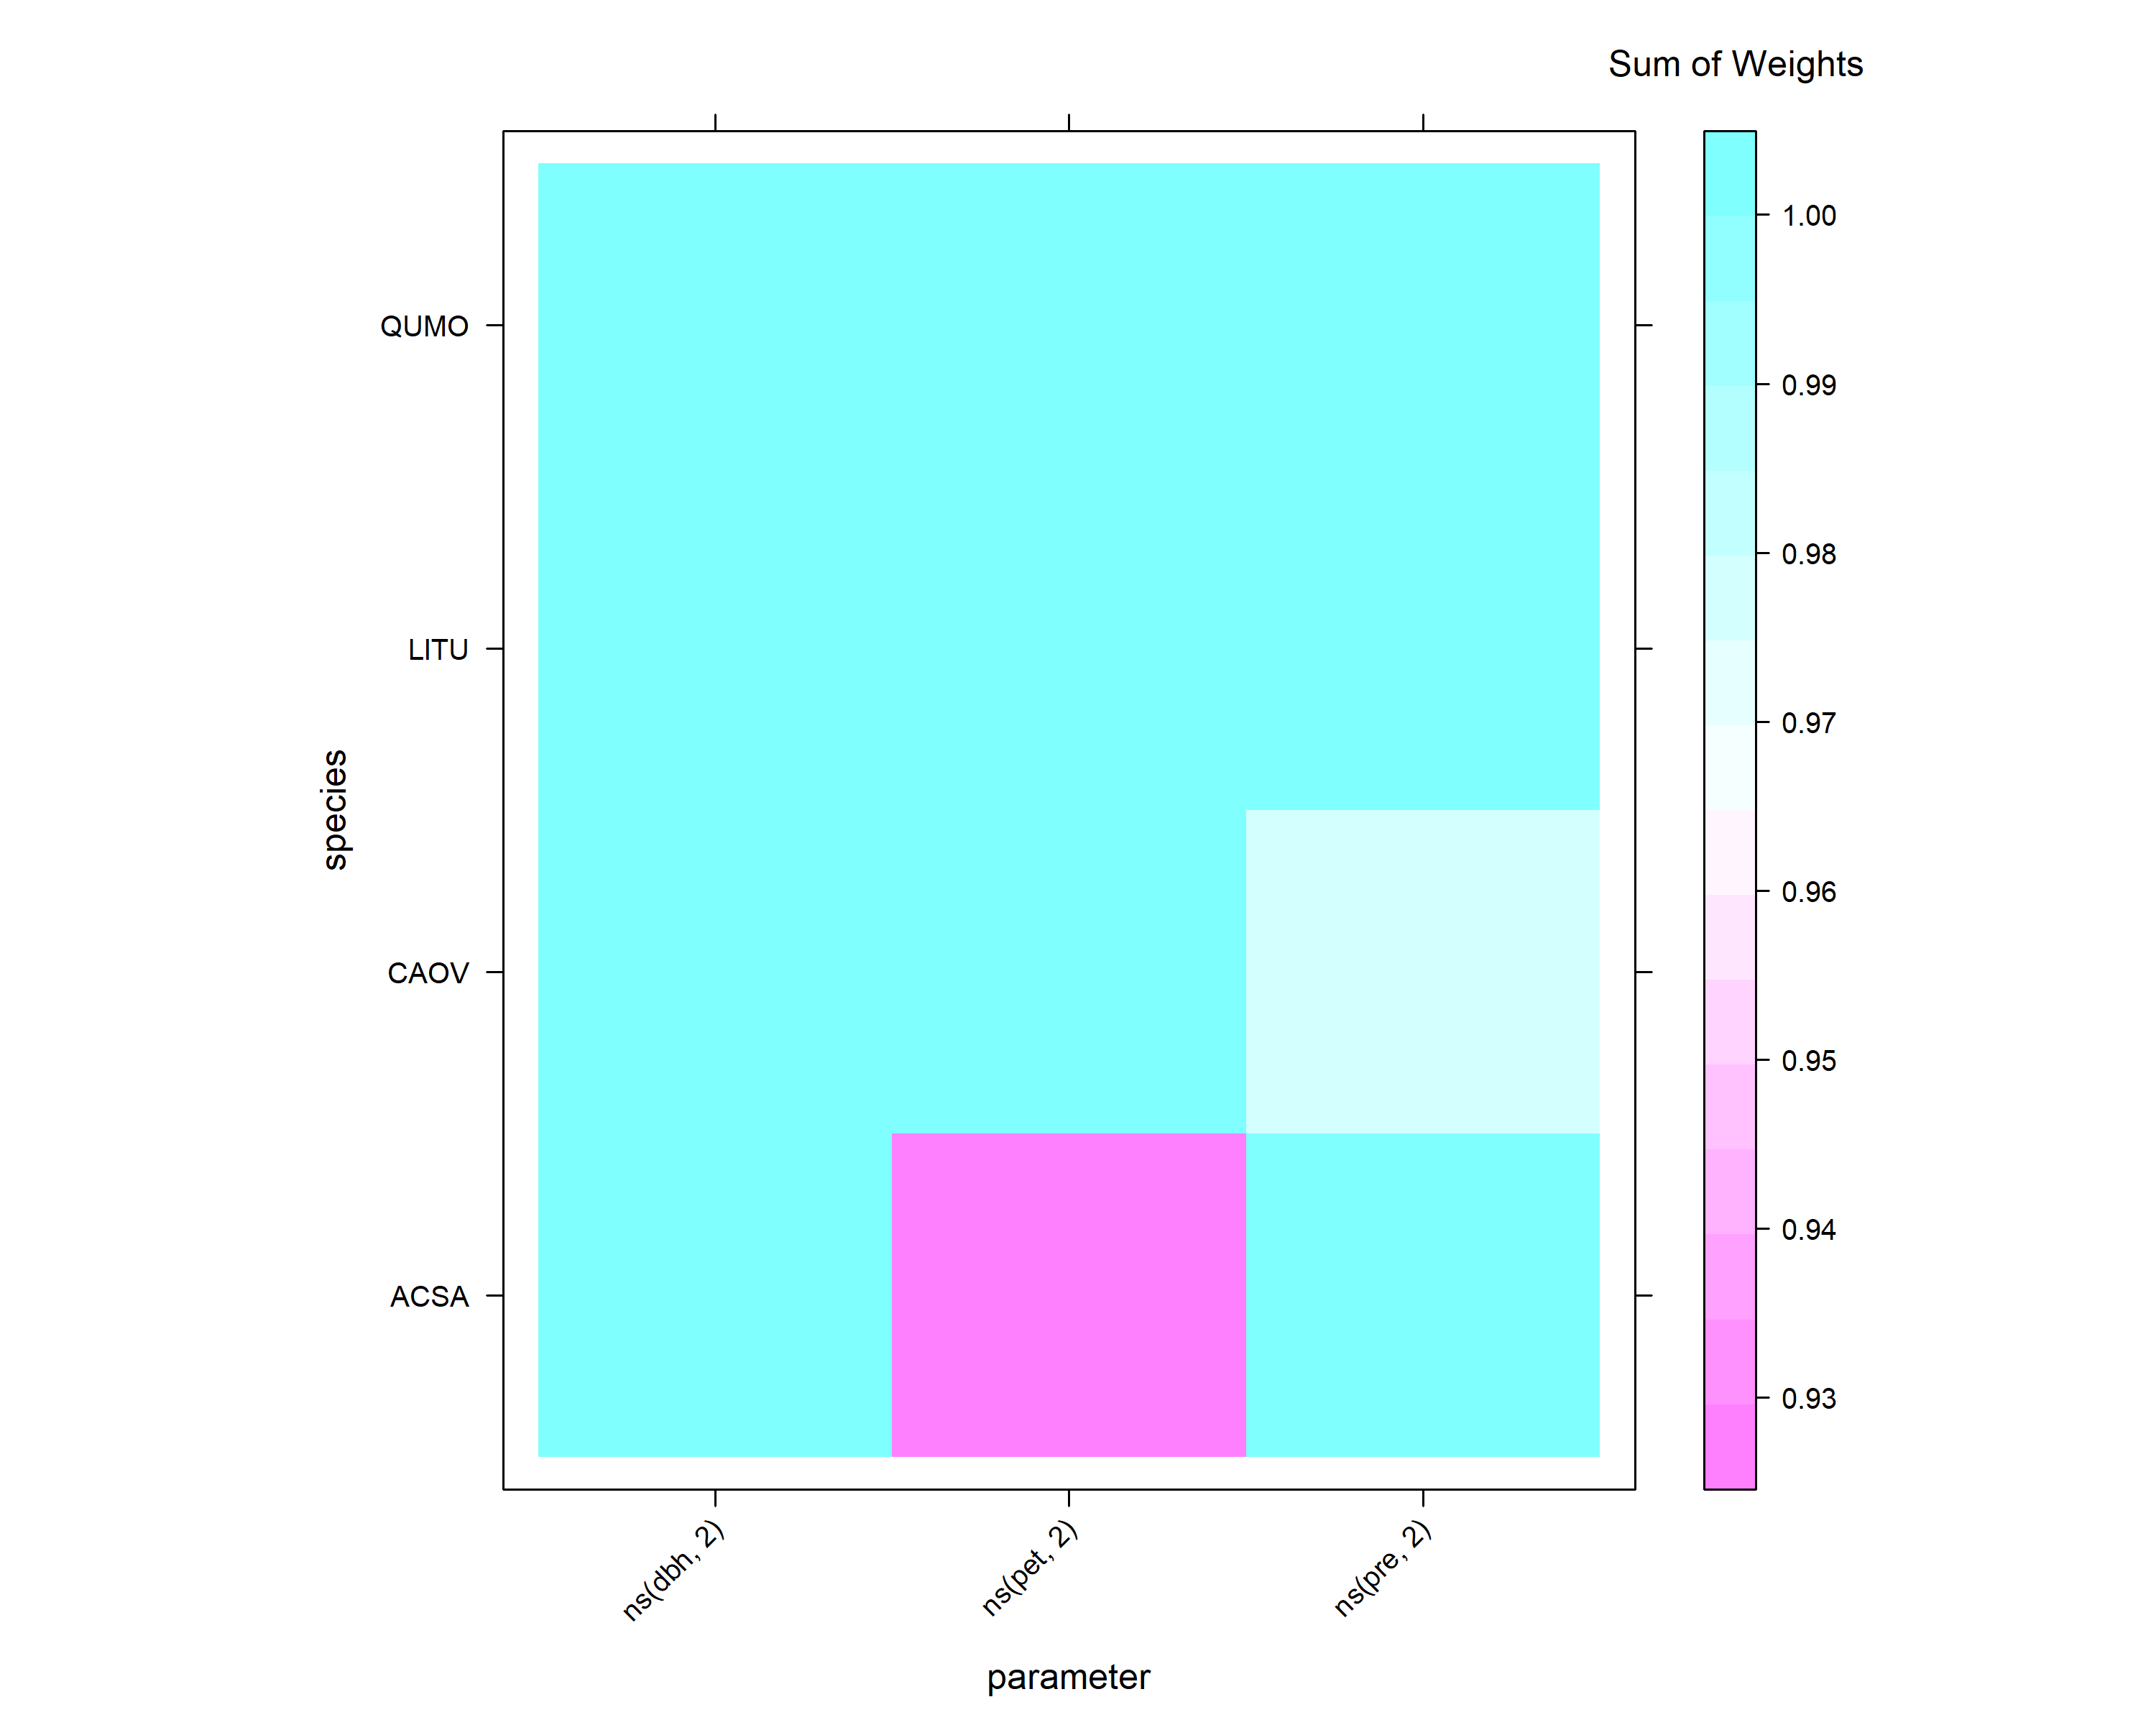 Sum of Weights
1.00
0.99
0.98
0.97
0.96
0.95
0.94
0.93
QUMO
LITU
CAOV
ACSA
species
ns(dbh, 2)
ns(pet, 2)
ns(pre, 2)
parameter